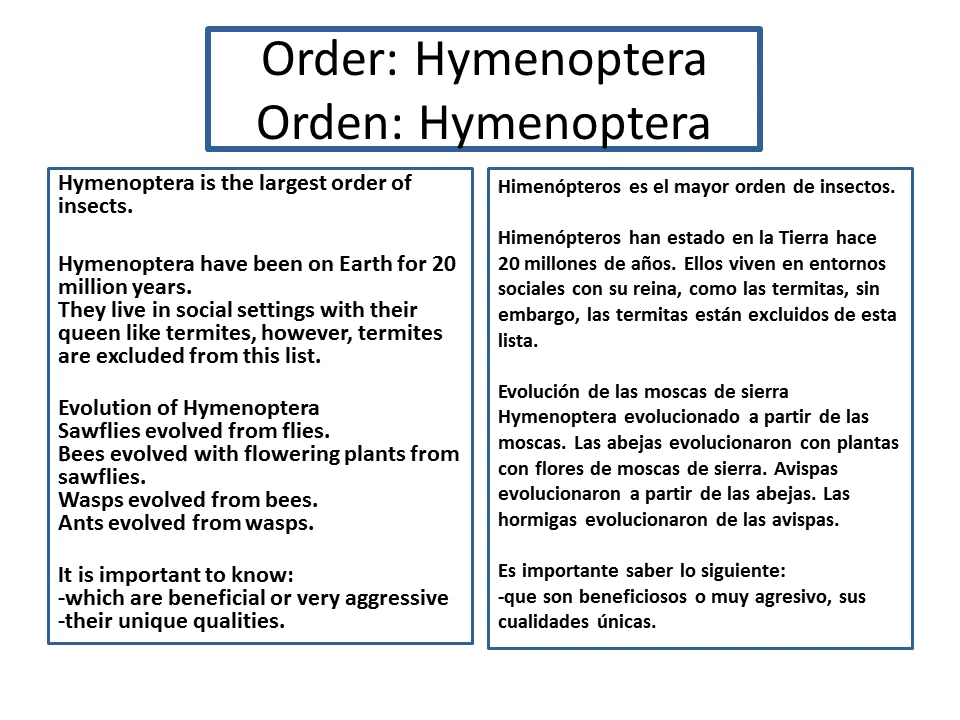 Order: Hymenoptera
Orden: Hymenoptera
Hymenoptera is the largest order of
insects.
Hymenoptera have been on Earth for 20
million years.
They live in social settings with their
queen like termites, however, termites
are excluded from this list.
Evolution of Hymenoptera
Sawflies evolved from flies.
Bees evolved with flowering plants from
sawflies.
Wasps evolved from bees.
Ants evolved from wasps.
It is important to know:
-which are beneficial or very aggressive
-their unique qualities.
Himenópteros es el mayor orden de insectos.
Himenópteros han estado en la Tierra hace
20 millones de años. Ellos viven en entornos
sociales con su reina, como las termitas, sin
embargo, las termitas están excluidos de esta
lista.
Evolución de las moscas de sierra
Hymenoptera evolucionado a partir de las
moscas. Las abejas evolucionaron con plantas
con flores de moscas de sierra. Avispas
evolucionaron a partir de las abejas. Las
hormigas evolucionaron de las avispas.
Es importante saber lo siguiente:
-que son beneficiosos o muy agresivo, sus
cualidades únicas.